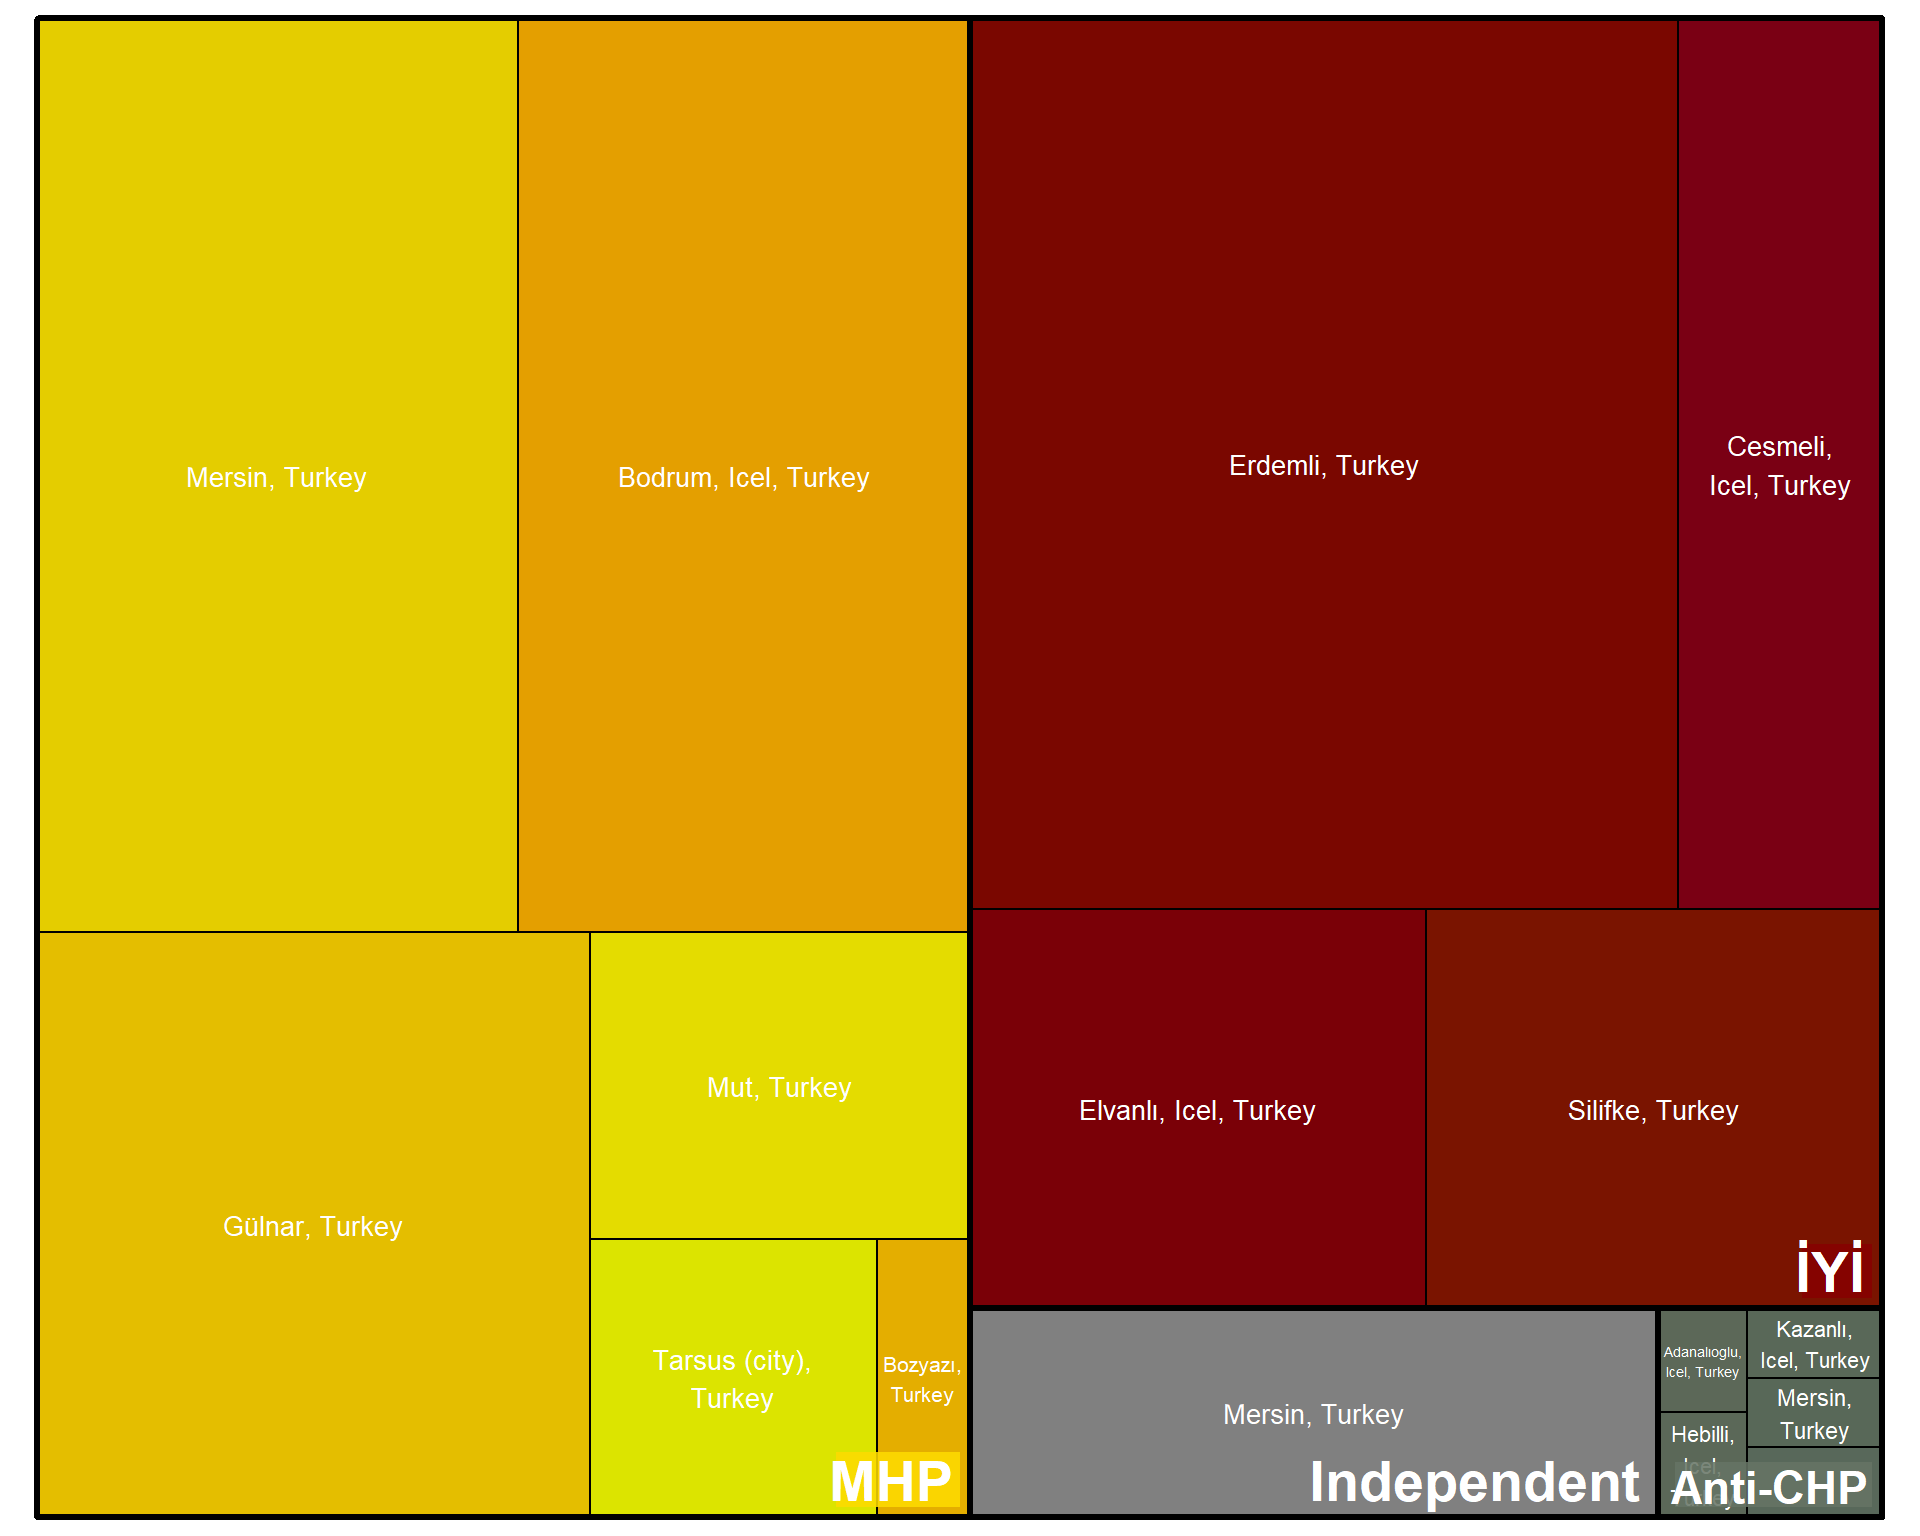 Mersin, Turkey
Bodrum, Icel, Turkey
Gülnar, Turkey
Mut, Turkey
Tarsus (city),
Turkey
Bozyazı,
Turkey
MHP
Erdemli, Turkey
Cesmeli,
Icel, Turkey
Elvanlı, Icel, Turkey
Silifke, Turkey
İYİ
Mersin, Turkey
Independent
Adanalıoglu,
Icel, Turkey
Kazanlı,
Icel, Turkey
Mersin,
Turkey
Hebilli,
Icel,
Turkey
Anti-CHP